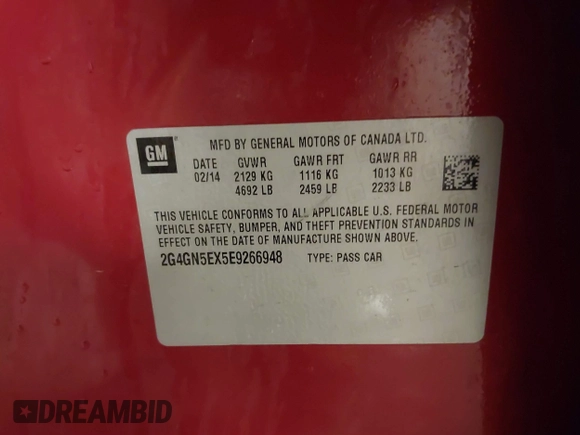 GM
MFD BY GENERAL MOTORS OF CANADA LTD.
DATE GVWR GAWR FRT GAWR RR
02/14 2129 KG 1116 KG 1013 KG
4692 LB 2459 LB 2233 LB
THIS VEHICLE CONFORMS TO ALL APPLICABLE U.S. FEDERAL MOTOR
VEHICLE SAFETY, BUMPER, AND THEFT PREVENTION STANDARDS IN
EFFECT ON THE DATE OF MANUFACTURE SHOWN ABOVE.
2G4GN5EX5E9266948 TYPE: PASS CAR
DREAMBID